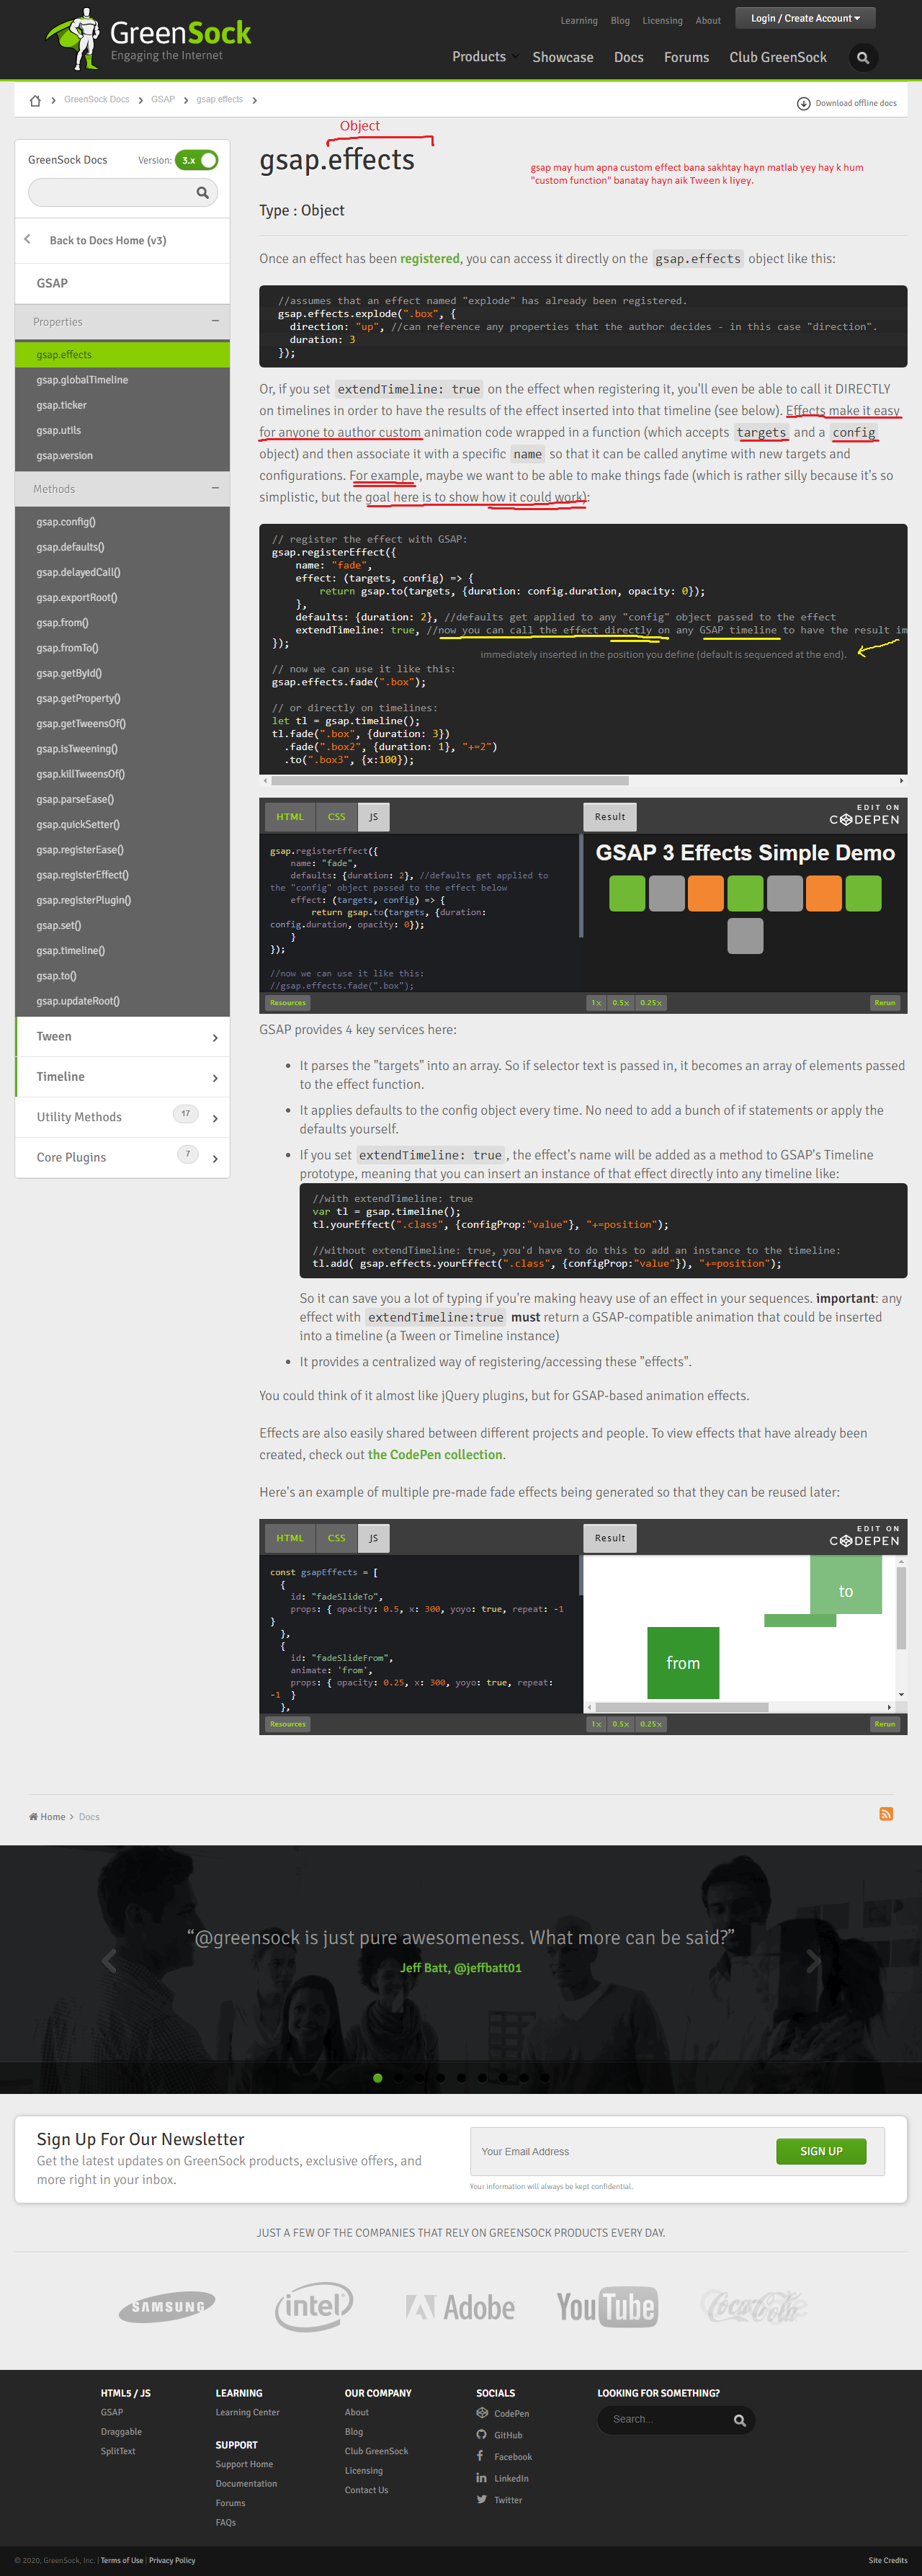 Learning Blog Licensing About Login / Create Account
GreenSock
Engaging the Internet
Products Showcase Docs Forums Club GreenSock
GreenSock Docs GSAP gsap.effects
Download offline docs
GreenSock Docs Version: 3.x
Back to Docs Home (v3)
GSAP
Properties
gsap.effects
gsap.globalTimeline
gsap.ticker
gsap.utils
gsap.version
Methods
gsap.config()
gsap.defaults()
gsap.delayedCall()
gsap.exportRoot()
gsap.from()
gsap.fromTo()
gsap.getById()
gsap.getProperty()
gsap.getTweensOf()
gsap.isTweening()
gsap.killTweensOf()
gsap.parseEase()
gsap.quickSetter()
gsap.registerEase()
gsap.registerEffect()
gsap.registerPlugin()
gsap.set()
gsap.timeline()
gsap.to()
gsap.updateRoot()
Tween
Timeline
Utility Methods 17
Core Plugins 7
Object
gsap.effects
gsap may hum apna custom effect bana sakhtay hayn matlab yey hay k hum
"custom function" banatay hayn aik Tween k liyey.
Type : Object
Once an effect has been registered, you can access it directly on the gsap.effects object like this:
//assumes that an effect named "explode" has already been registered.
gsap.effects.explode(".box", {
direction: "up", //can reference any properties that the author decides - in this case "direction".
duration: 3
});
Or, if you set extendTimeline: true on the effect when registering it, you'll even be able to call it DIRECTLY
on timelines in order to have the results of the effect inserted into that timeline (see below). Effects make it easy
for anyone to author custom animation code wrapped in a function (which accepts targets and a config
object) and then associate it with a specific name so that it can be called anytime with new targets and
configurations. For example, maybe we want to be able to make things fade (which is rather silly because it's so
simplistic, but the goal here is to show how it could work):
// register the effect with GSAP:
gsap.registerEffect({
name: "fade",
effect: (targets, config) => {
return gsap.to(targets, {duration: config.duration, opacity: 0});
},
defaults: {duration: 2}, //defaults get applied to any "config" object passed to the effect
extendTimeline: true, //now you can call the effect directly on any GSAP timeline to have the result im
});
immediately inserted in the position you define (default is sequenced at the end).
// now we can use it like this:
gsap.effects.fade(".box");
// or directly on timelines:
let tl = gsap.timeline();
tl.fade(".box", {duration: 3})
.fade(".box2", {duration: 1}, "+=2")
.to(".box3", {x:100});
HTML CSS JS Result EDIT ON
CODEPEN
gsap.registerEffect({
name: "fade",
defaults: {duration: 2}, //defaults get applied to
the "config" object passed to the effect below
effect: (targets, config) => {
return gsap.to(targets, {duration:
config.duration, opacity: 0});
}
});
//now we can use it like this:
//gsap.effects.fade(".box");
GSAP 3 Effects Simple Demo
Resources 1x 0.5x 0.25x Rerun
GSAP provides 4 key services here:
• It parses the "targets" into an array. So if selector text is passed in, it becomes an array of elements passed
to the effect function.
• It applies defaults to the config object every time. No need to add a bunch of if statements or apply the
defaults yourself.
• If you set extendTimeline: true, the effect's name will be added as a method to GSAP's Timeline
prototype, meaning that you can insert an instance of that effect directly into any timeline like:
//with extendTimeline: true
var tl = gsap.timeline();
tl.yourEffect(".class", {configProp:"value"}, "+=position");
//without extendTimeline: true, you'd have to do this to add an instance to the timeline:
tl.add( gsap.effects.yourEffect(".class", {configProp:"value"}), "+=position");
So it can save you a lot of typing if you're making heavy use of an effect in your sequences. important: any
effect with extendTimeline:true must return a GSAP-compatible animation that could be inserted
into a timeline (a Tween or Timeline instance)
• It provides a centralized way of registering/accessing these "effects".
You could think of it almost like jQuery plugins, but for GSAP-based animation effects.
Effects are also easily shared between different projects and people. To view effects that have already been
created, check out the CodePen collection.
Here's an example of multiple pre-made fade effects being generated so that they can be reused later:
HTML CSS JS Result EDIT ON
CODEPEN
const gsapEffects = [
{
id: "fadeSlideTo",
props: { opacity: 0.5, x: 300, yoyo: true, repeat: -1
}
},
{
id: "fadeSlideFrom",
animate: 'from',
props: { opacity: 0.25, x: 300, yoyo: true, repeat:
-1 }
},
to
from
Resources 1x 0.5x 0.25x Rerun
Home > Docs
“@greensock is just pure awesomeness. What more can be said?”
Jeff Batt, @jeffbatt01
Sign Up For Our Newsletter
Get the latest updates on GreenSock products, exclusive offers, and
more right in your inbox.
Your Email Address SIGN UP
Your information will always be kept confidential.
JUST A FEW OF THE COMPANIES THAT RELY ON GREENSOCK PRODUCTS EVERY DAY.
SAMSUNG intel Adobe YouTube Coca-Cola
HTML5 / JS
GSAP
Draggable
SplitText
LEARNING
Learning Center
SUPPORT
Support Home
Documentation
Forums
FAQs
OUR COMPANY
About
Blog
Club GreenSock
Licensing
Contact Us
SOCIALS
CodePen
GitHub
Facebook
LinkedIn
Twitter
LOOKING FOR SOMETHING?
Search...
© 2020, GreenSock, Inc. | Terms of Use | Privacy Policy
Site Credits